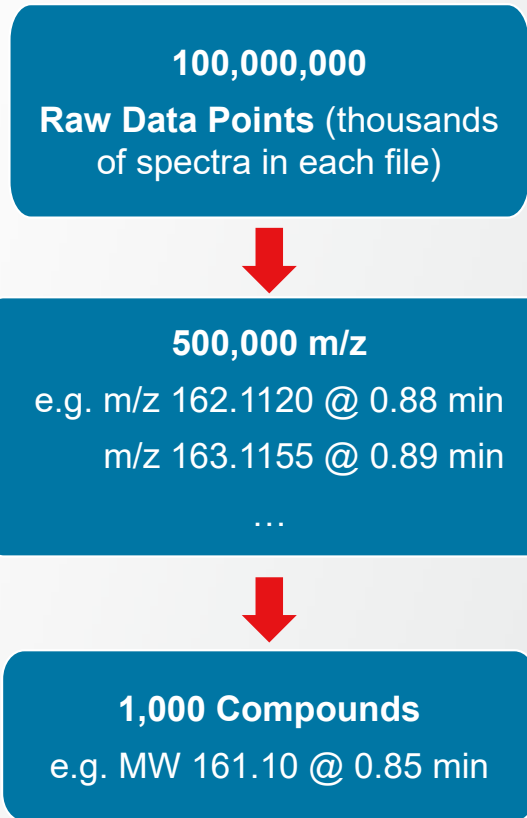 100,000,000
Raw Data Points (thousands
of spectra in each file)
500,000 m/z
e.g. m/z 162.1120 @ 0.88 min
m/z 163.1155 @ 0.89 min
…
1,000 Compounds
e.g. MW 161.10 @ 0.85 min